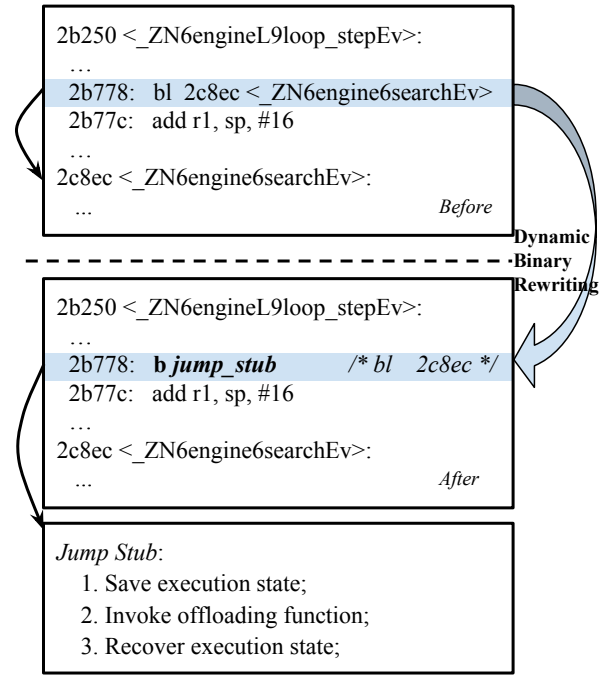 2b250 <_ZN6engineL9loop_stepEv>:
…
2b778: bl 2c8ec <_ZN6engine6searchEv>
2b77c: add r1, sp, #16
…
2c8ec <_ZN6engine6searchEv>:
...
Before
Dynamic
Binary
Rewriting
2b250 <_ZN6engineL9loop_stepEv>:
…
2b778: b jump_stub /* bl 2c8ec */
2b77c: add r1, sp, #16
…
2c8ec <_ZN6engine6searchEv>:
...
After
Jump Stub:
1. Save execution state;
2. Invoke offloading function;
3. Recover execution state;